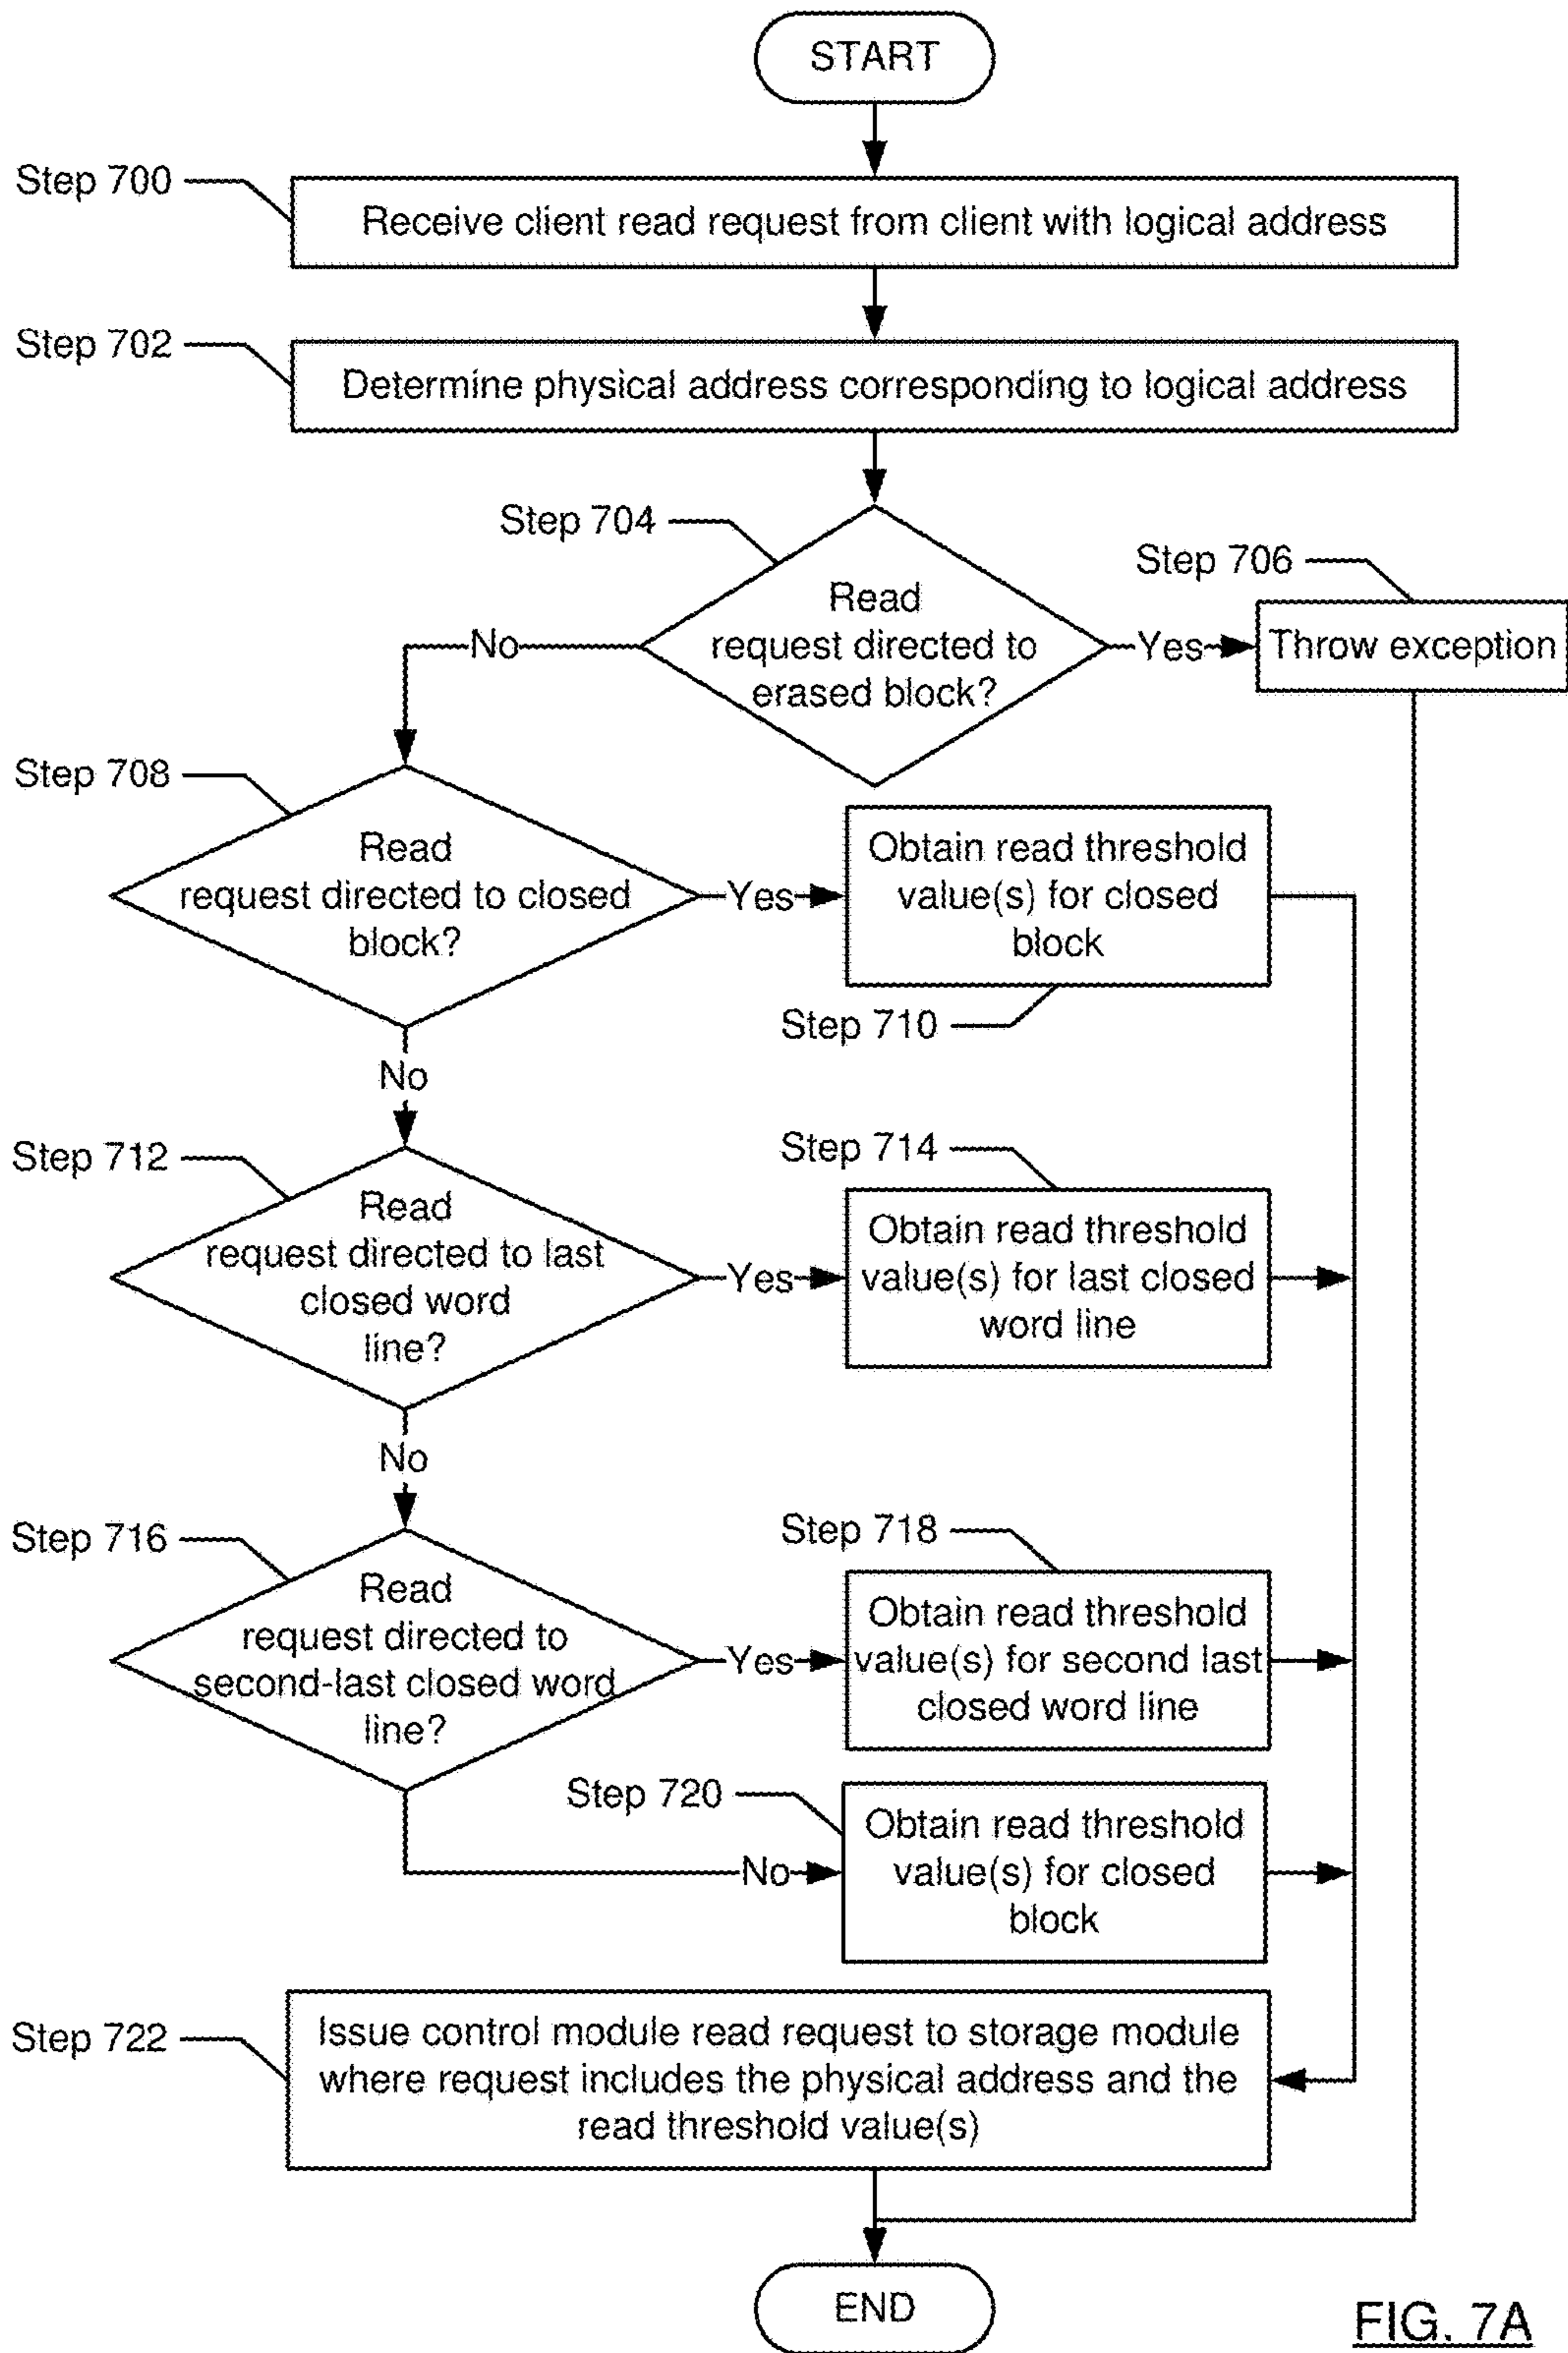 START
Step 700
Receive client read request from client with logical address
Step 702
Determine physical address corresponding to logical address
Step 704
Read
request directed to
erased block?
Step 706
Yes
Throw exception
No
Step 708
Read
request directed to closed
block?
Yes
Obtain read threshold
value(s) for closed
block
Step 710
No
Step 712
Read
request directed to last
closed word
line?
Yes
Step 714
Obtain read threshold
value(s) for last closed
word line
No
Step 716
Read
request directed to
second-last closed word
line?
Yes
Step 718
Obtain read threshold
value(s) for second last
closed word line
Step 720
No
Obtain read threshold
value(s) for closed
block
Step 722
Issue control module read request to storage module
where request includes the physical address and the
read threshold value(s)
END
FIG. 7A